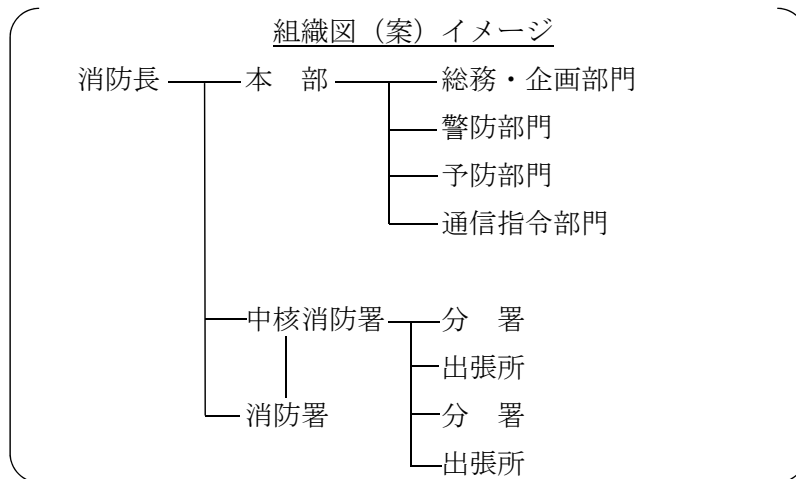 組織図（案）イメージ
消防長 本　部 総務・企画部門
警防部門
予防部門
通信指令部門
中核消防署 分　署
出張所
消防署 分　署
出張所